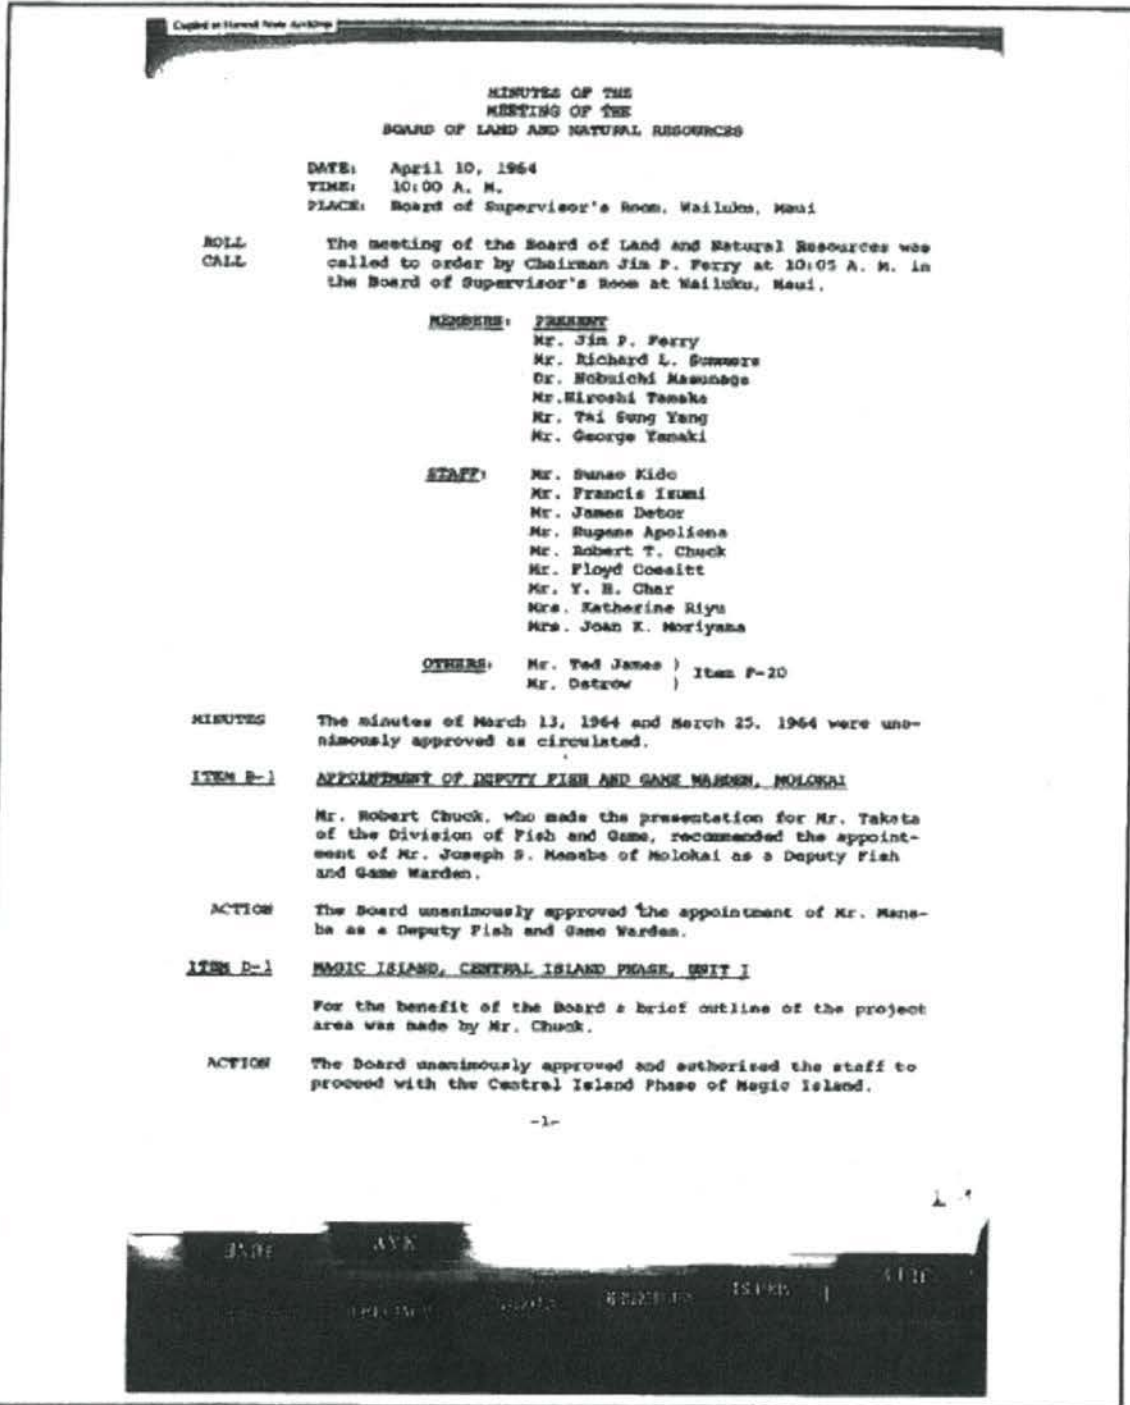 Copied at Hawaii State Archives
MINUTES OF THE
MEETING OF THE
BOARD OF LAND AND NATURAL RESOURCES
DATE: April 10, 1964
TIME: 10:00 A. M.
PLACE: Board of Supervisor's Room, Wailuku, Maui
ROLL CALL
The meeting of the Board of Land and Natural Resources was
called to order by Chairman Jim P. Ferry at 10:05 A. M. in
the Board of Supervisor's Room at Wailuku, Maui.
MEMBERS: PRESENT
Mr. Jim P. Ferry
Mr. Richard L. Summers
Dr. Nobuichi Masunaga
Mr.Hiroshi Tanaka
Mr. Tai Sung Yang
Mr. George Yamaki
STAFF: Mr. Sunao Kido
Mr. Francis Izumi
Mr. James Detor
Mr. Eugene Apoliona
Mr. Robert T. Chuck
Mr. Floyd Cossitt
Mr. Y. H. Char
Mrs. Katherine Riyu
Mrs. Joan K. Moriyama
OTHERS: Mr. Ted James )
Mr. Ostrow ) Item F-20
MINUTES The minutes of March 13, 1964 and March 25, 1964 were una-
nimously approved as circulated.
ITEM B-1 APPOINTMENT OF DEPUTY FISH AND GAME WARDEN, MOLOKAI
Mr. Robert Chuck, who made the presentation for Mr. Takata
of the Division of Fish and Game, recommended the appoint-
ment of Mr. Joseph S. Manaba of Molokai as a Deputy Fish
and Game Warden.
ACTION The Board unanimously approved the appointment of Mr. Mana-
ba as a Deputy Fish and Game Warden.
ITEM D-1 MAGIC ISLAND, CENTRAL ISLAND PHASE, UNIT I
For the benefit of the Board a brief outline of the project
area was made by Mr. Chuck.
ACTION The Board unanimously approved and authorized the staff to
proceed with the Central Island Phase of Magic Island.
-1-